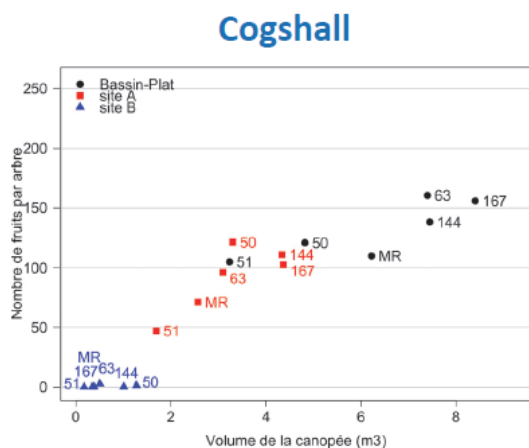 Cogshall
Nombre de fruits par arbre
250
200
150
100
50
0
Bassin-Plat
site A
site B
63
167
144
50
50
144
MR
51
167
63
MR
51
MR
167
63
144
51
50
0
2
4
6
8
Volume de la canopée (m3)